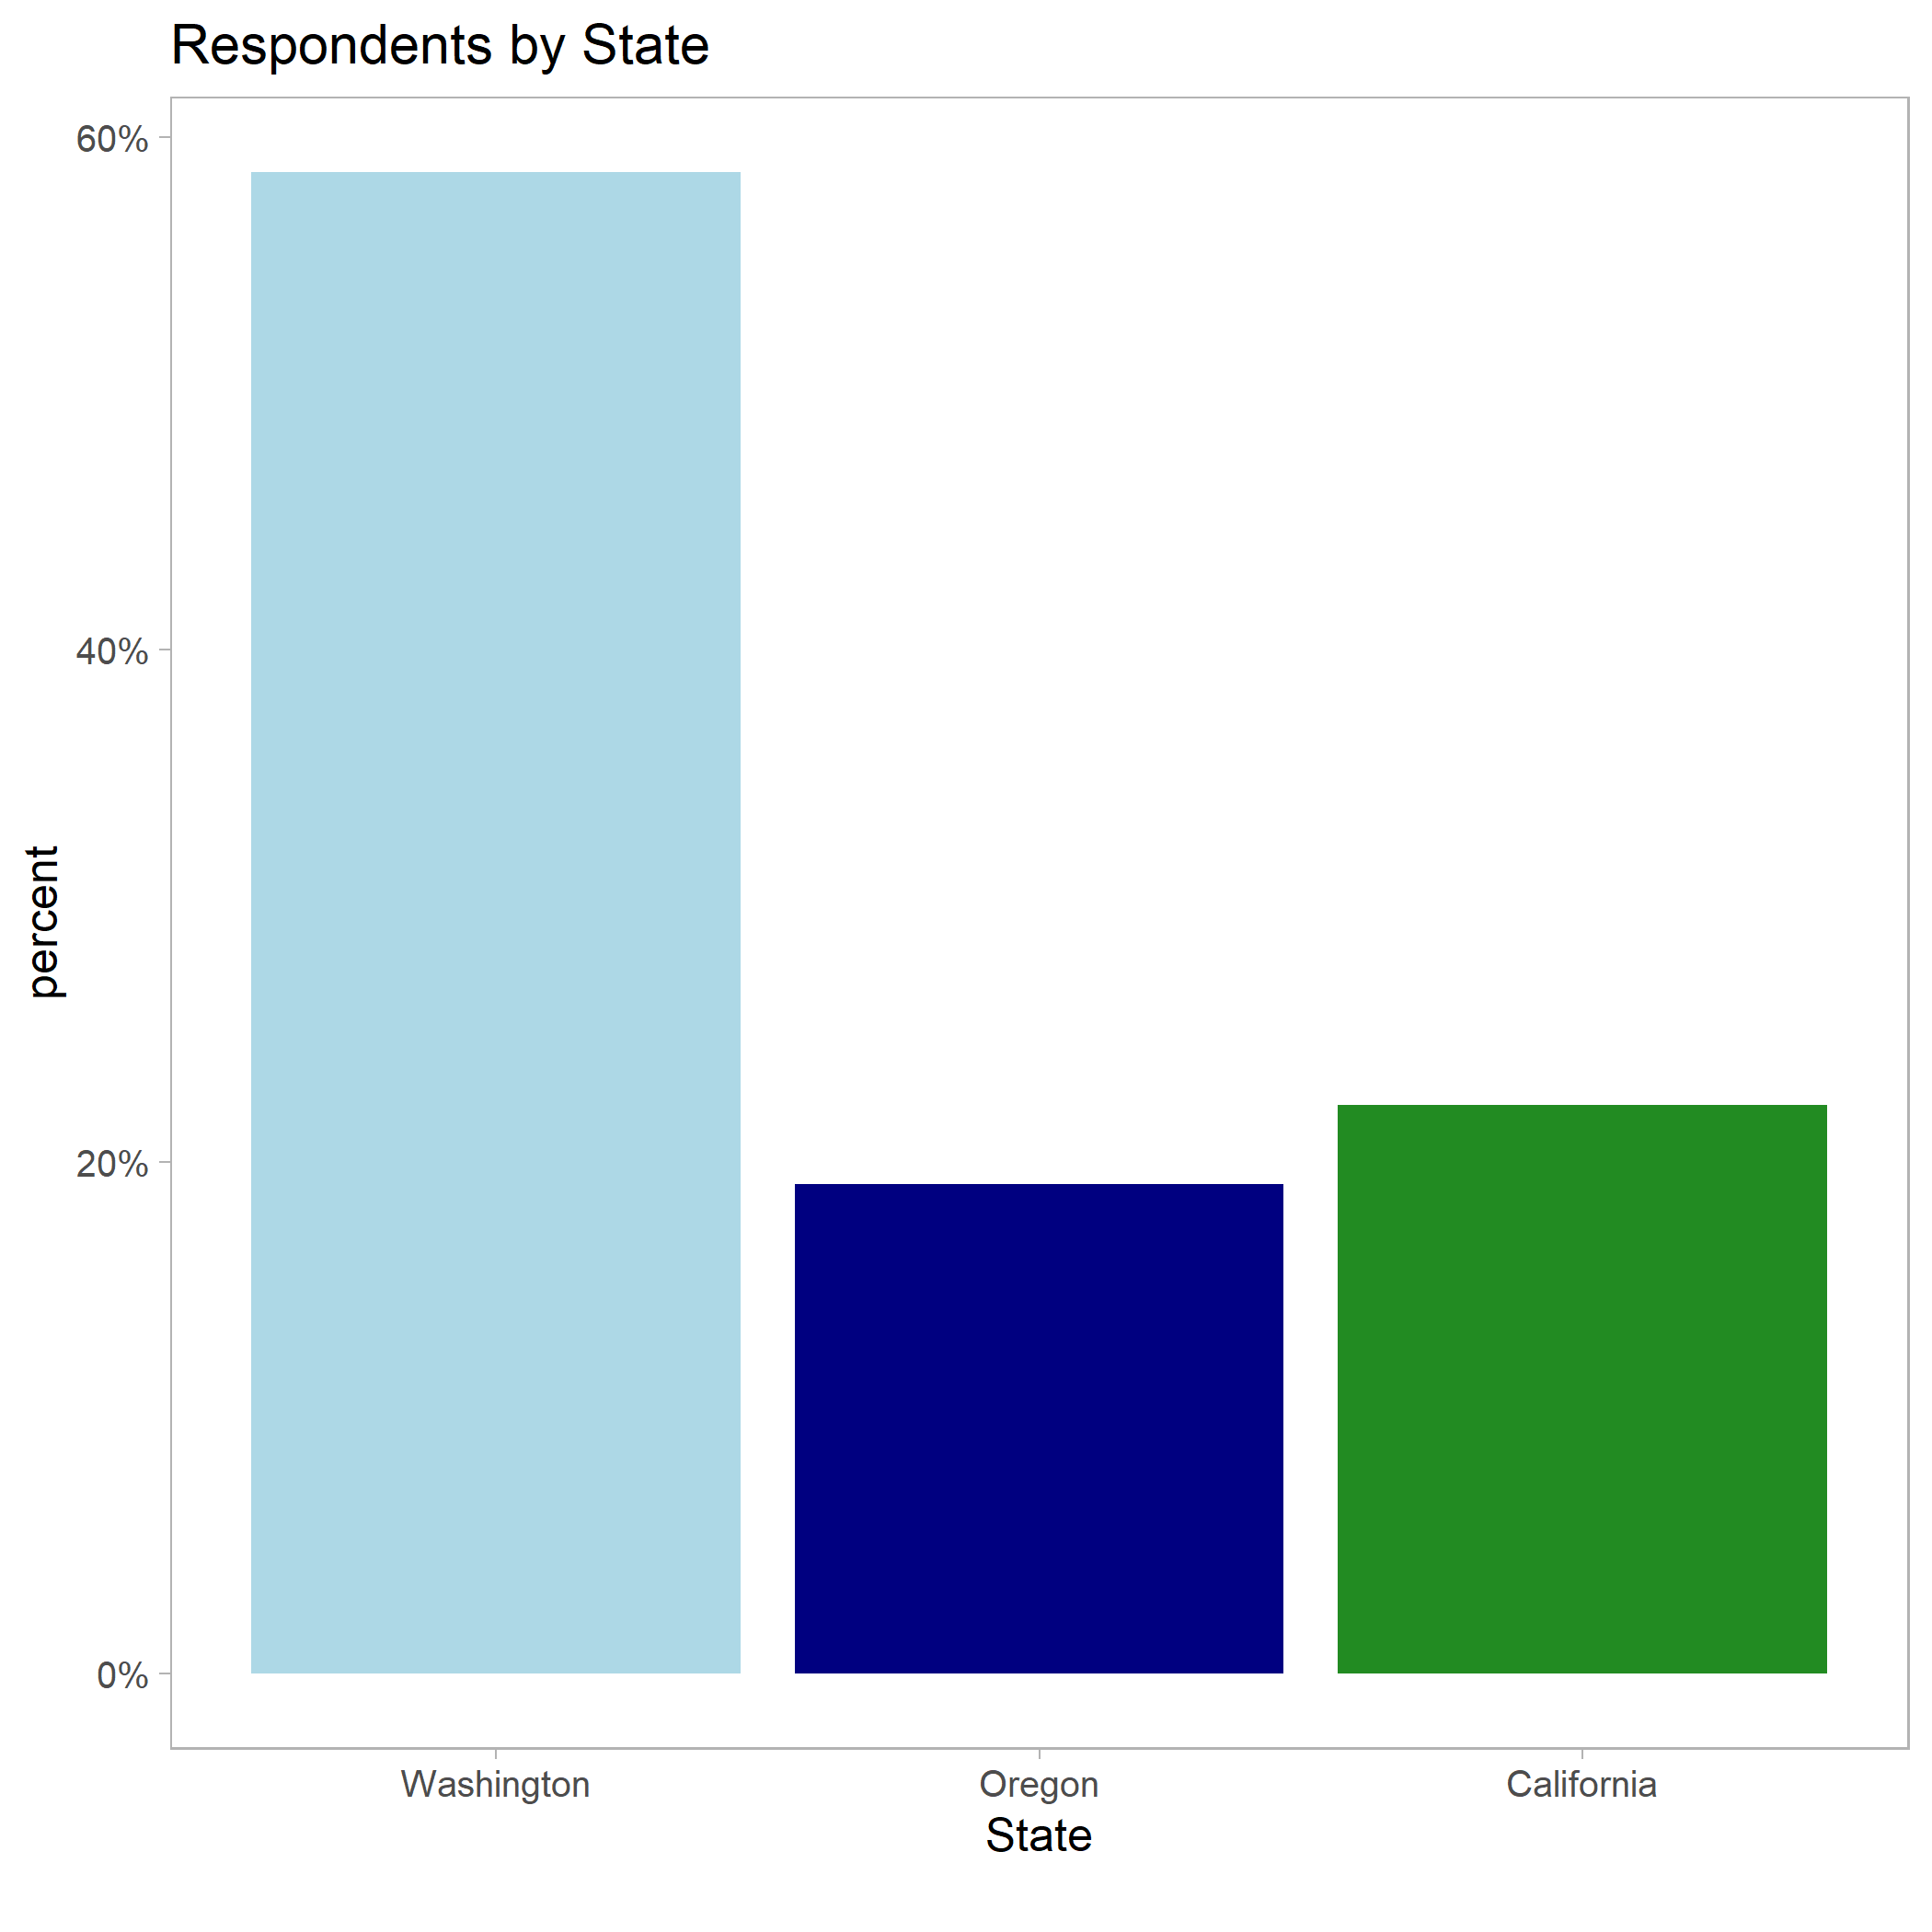 Respondents by State
60%
40%
20%
0%
percent
Washington
Oregon
California
State